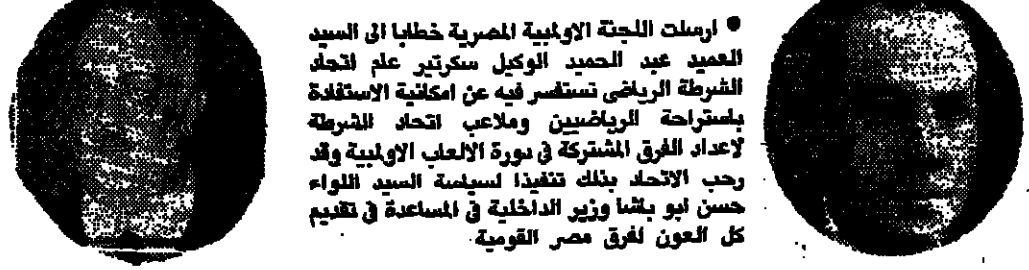 ● ارسلت اللجنة الاولمبية المصرية خطابا الى السيد
العميد عبد الحميد الوكيل سكرتير عام اتحاد
الشرطة الرياضى تستفسر فيه عن امكانية الاستفادة
باستراحة الرياضيين وملاعب اتحاد الشرطة
لاعداد الفرق المشتركة فى دورة الالعاب الاولمبية وقد
رحب الاتحاد بذلك تنفيذا لسياسة السيد اللواء
حسن ابو باشا وزير الداخلية فى المساعدة فى تقديم
كل العون لفرق مصر القومية